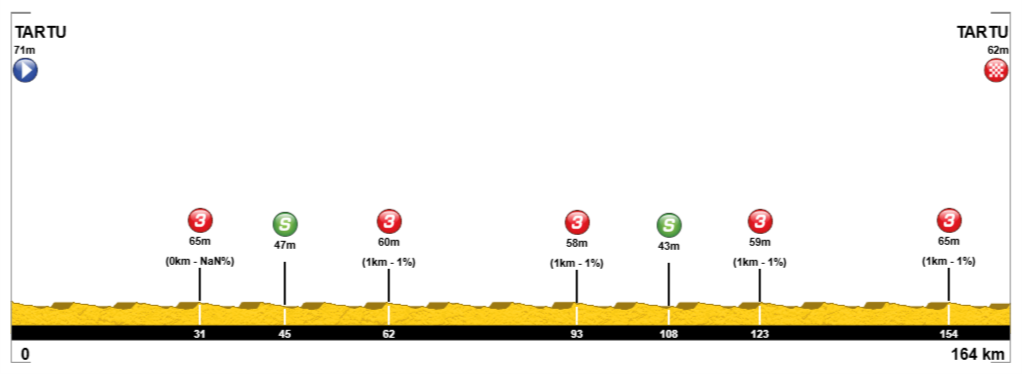 TARTU
71m
TARTU
62m
3
65m
(0km - NaN%)
S
47m
3
60m
(1km - 1%)
3
58m
(1km - 1%)
S
43m
3
59m
(1km - 1%)
3
65m
(1km - 1%)
31
45
62
93
108
123
154
0
164 km